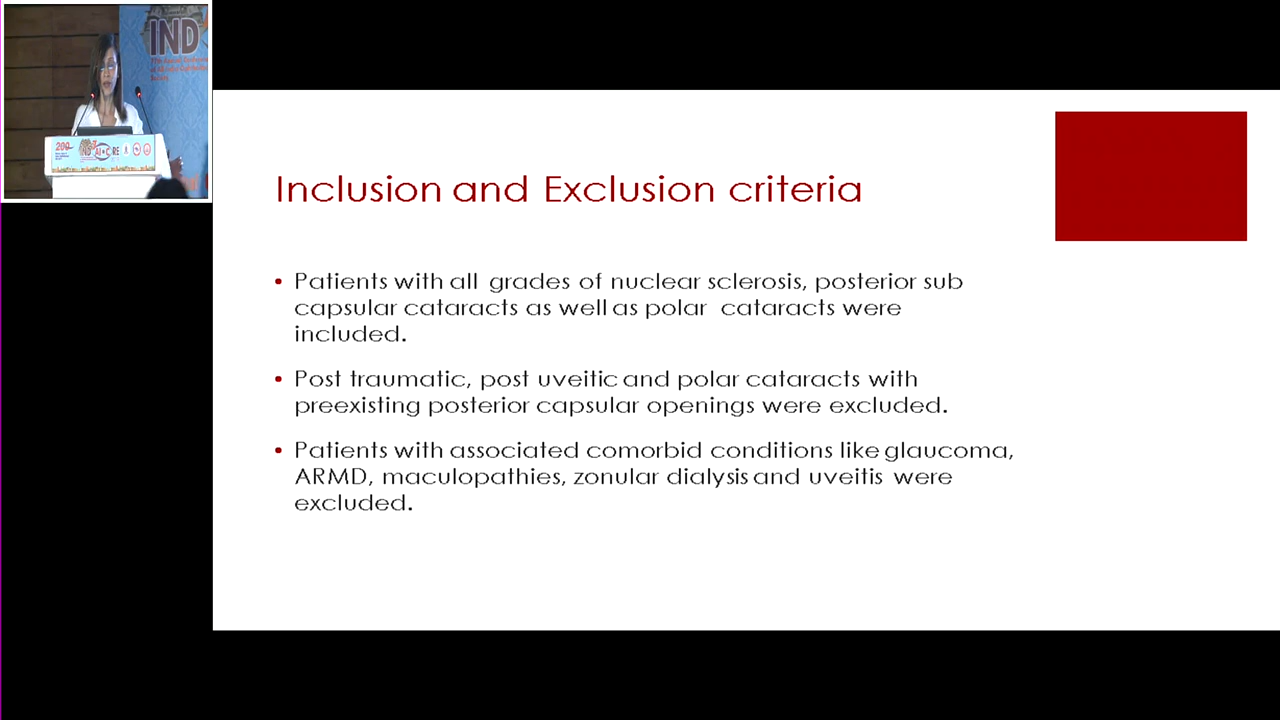 IND
Inclusion and Exclusion criteria
• Patients with all grades of nuclear sclerosis, posterior sub
capsular cataracts as well as polar cataracts were
included.
• Post traumatic, post uveitic and polar cataracts with
preexisting posterior capsular openings were excluded.
• Patients with associated comorbid conditions like glaucoma,
ARMD, maculopathies, zonular dialysis and uveitis were
excluded.